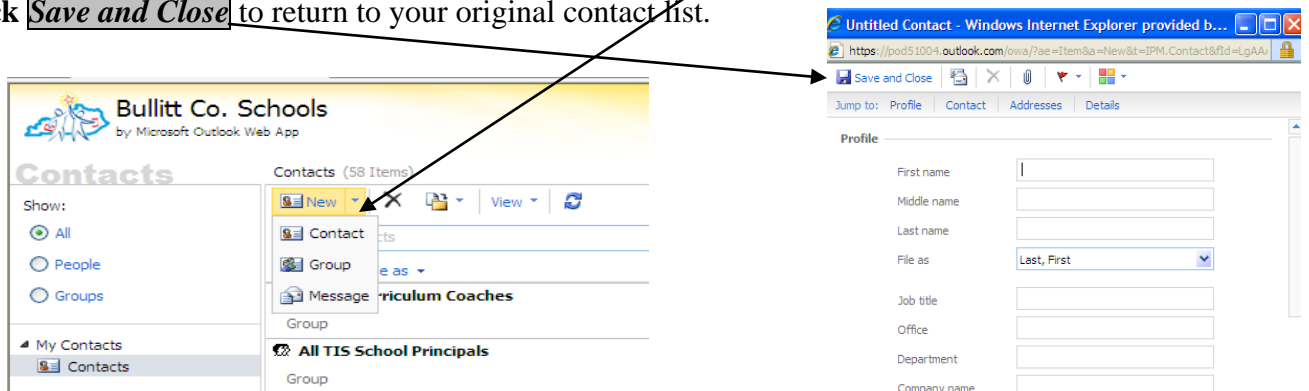 Save and Close to return to your original contact list.
Bullitt Co. Schools
by Microsoft Outlook Web App
Contacts
Contacts (58 Items)
Show:
New
View
All
Contact
People
Group
e as
Groups
Message
Coaches
Group
My Contacts
All TIS School Principals
Contacts
Group
Untitled Contact - Windows Internet Explorer provided b...
https://pod51004.outlook.com/owa/?ae=Item&a=New&t=IPM.Contact&fId=LgAA
Save and Close
Jump to: Profile Contact Addresses Details
Profile
First name
Middle name
Last name
File as Last, First
Job title
Office
Department
Company name